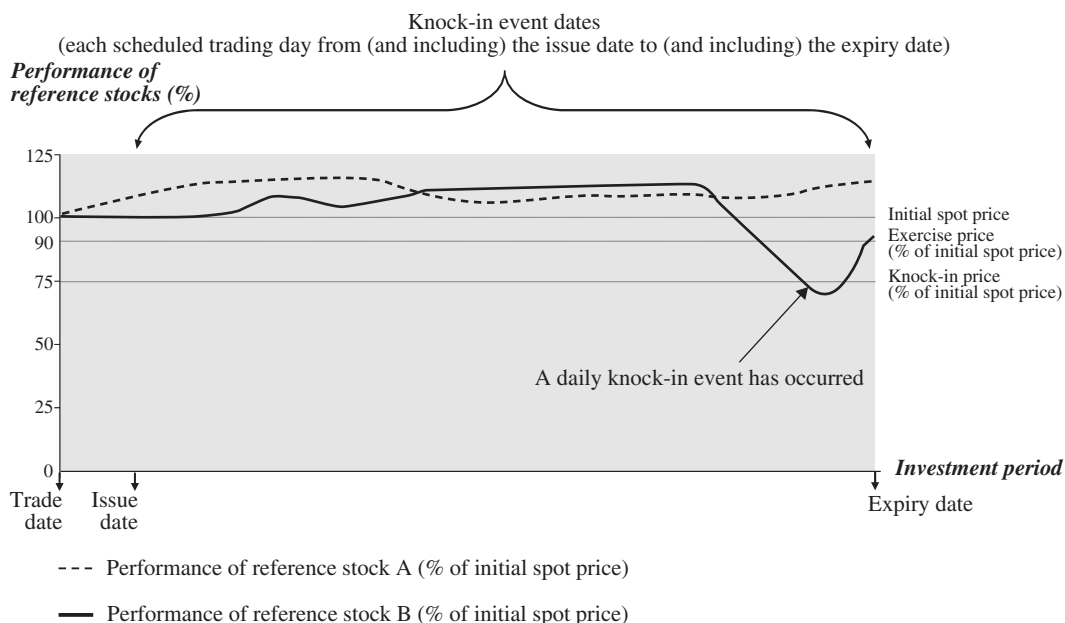 Knock-in event dates
(each scheduled trading day from (and including) the issue date to (and including) the expiry date)
Performance of
reference stocks (%)
125
100
90
75
50
25
0
Initial spot price
Exercise price
(% of initial spot price)
Knock-in price
(% of initial spot price)
A daily knock-in event has occurred
Investment period
Trade
date
Issue
date
Expiry date
Performance of reference stock A (% of initial spot price)
Performance of reference stock B (% of initial spot price)